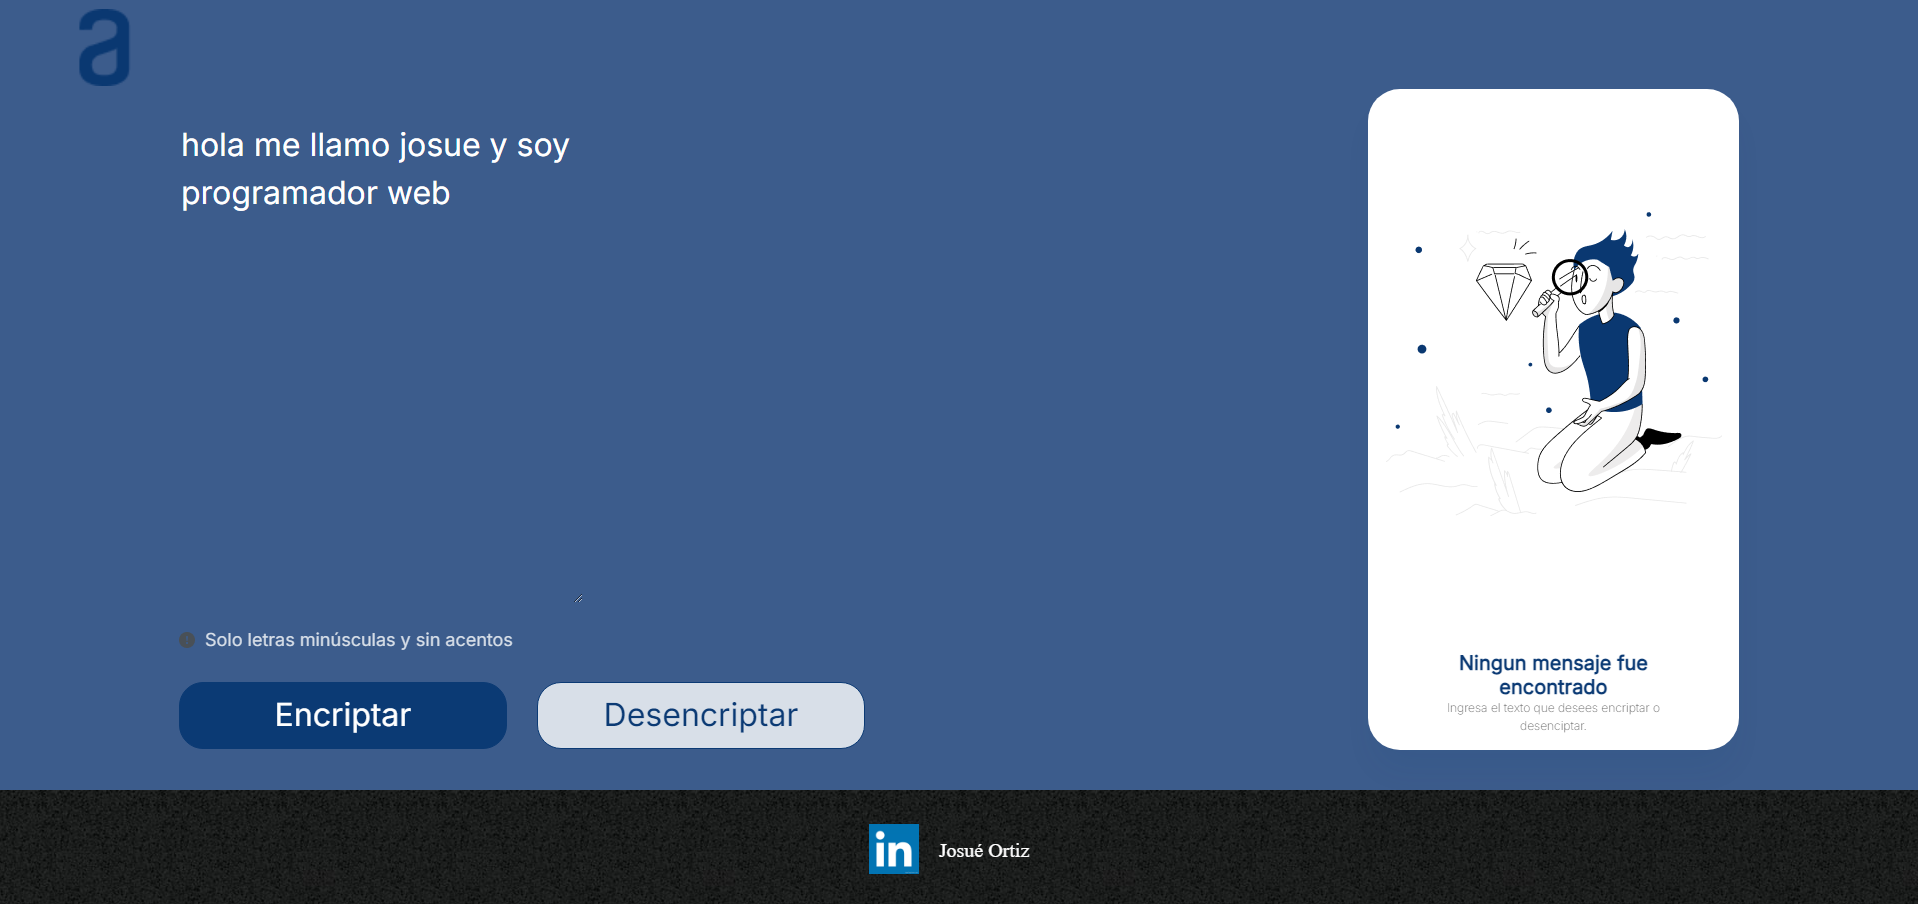 a
hola me llamo josue y soy
programador web
Solo letras minúsculas y sin acentos
Encriptar
Desencriptar
Ningun mensaje fue
encontrado
Ingresa el texto que desees encriptar o
desenciptar.
in
Josué Ortiz